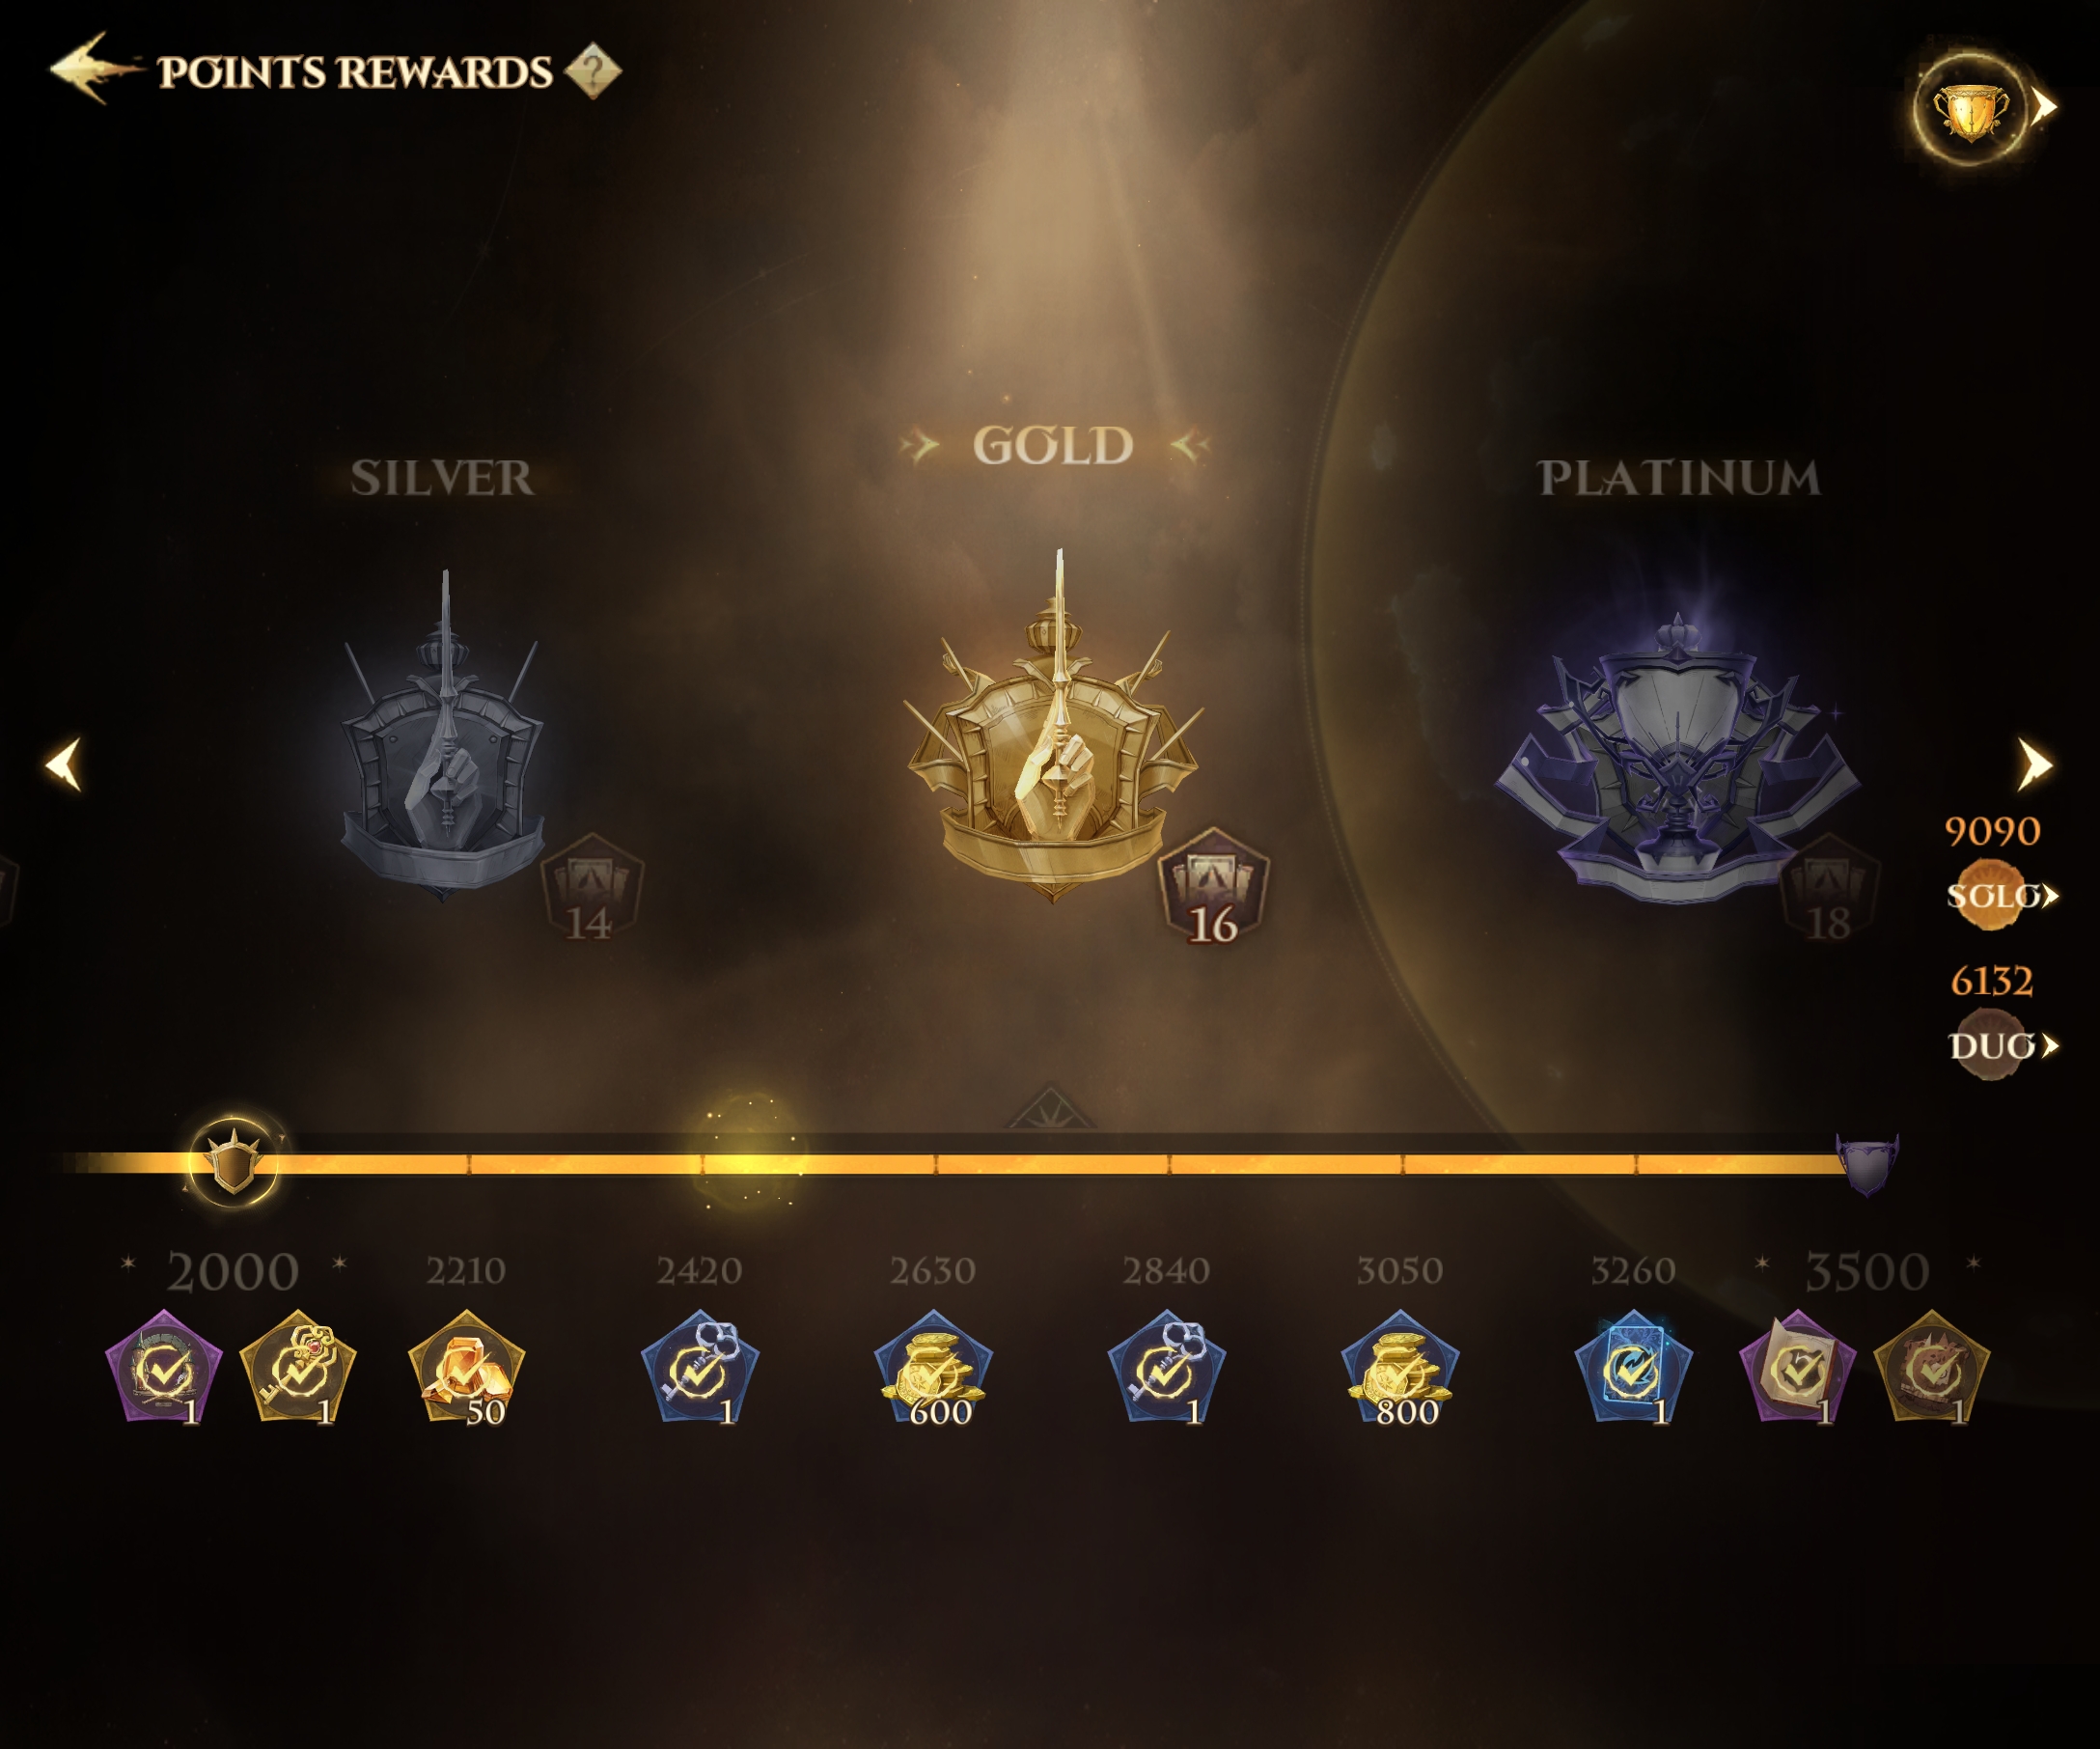 POINTS REWARDS ?
SILVER
GOLD
PLATINUM
14
16
18
9090
SOLO
6132
DUO
2000 2210 2420 2630 2840 3050 3260 3500
1 1 50 1 600 1 800 1 1 1